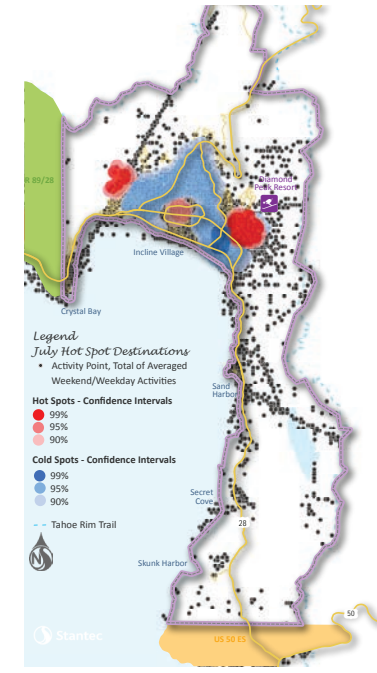 R 89/28
Diamond
Peak Resort
Incline Village
Crystal Bay
Legend
July Hot Spot Destinations
• Activity Point, Total of Averaged
Weekend/Weekday Activities
Hot Spots - Confidence Intervals
99%
95%
90%
Cold Spots - Confidence Intervals
99%
95%
90%
Tahoe Rim Trail
N
Sand
Harbor
Secret
Cove
28
Skunk Harbor
50
Stantec
US 50 ES